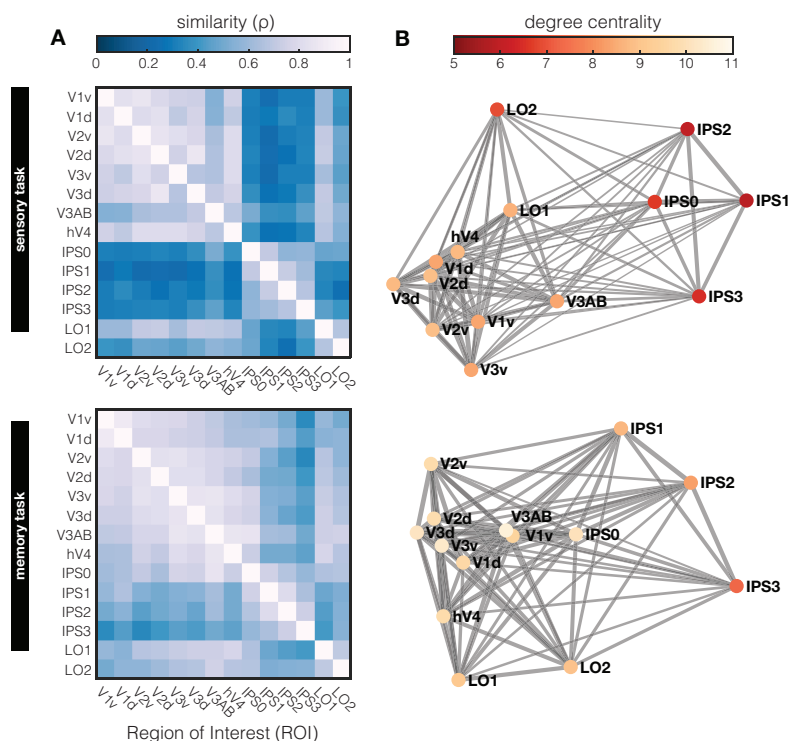 A
similarity (ρ)
0 0.2 0.4 0.6 0.8 1
sensory task
V1v
V1d
V2v
V2d
V3v
V3d
V3AB
hV4
IPS0
IPS1
IPS2
IPS3
LO1
LO2
V1v V1d V2v V2d V3v V3d V3AB hV4 IPS0 IPS1 IPS2 IPS3 LO1 LO2
memory task
V1v
V1d
V2v
V2d
V3v
V3d
V3AB
hV4
IPS0
IPS1
IPS2
IPS3
LO1
LO2
V1v V1d V2v V2d V3v V3d V3AB hV4 IPS0 IPS1 IPS2 IPS3 LO1 LO2
Region of Interest (ROI)
B
degree centrality
5 6 7 8 9 10 11
LO2
IPS2
IPS1
IPS0
LO1
hV4
V1d
V2d
V3d
IPS3
V3AB
V1v
V2v
V3v
IPS1
V2v
IPS2
V3AB
V2d
V3d
V1v
IPS0
V3v
V1d
IPS3
hV4
LO2
LO1